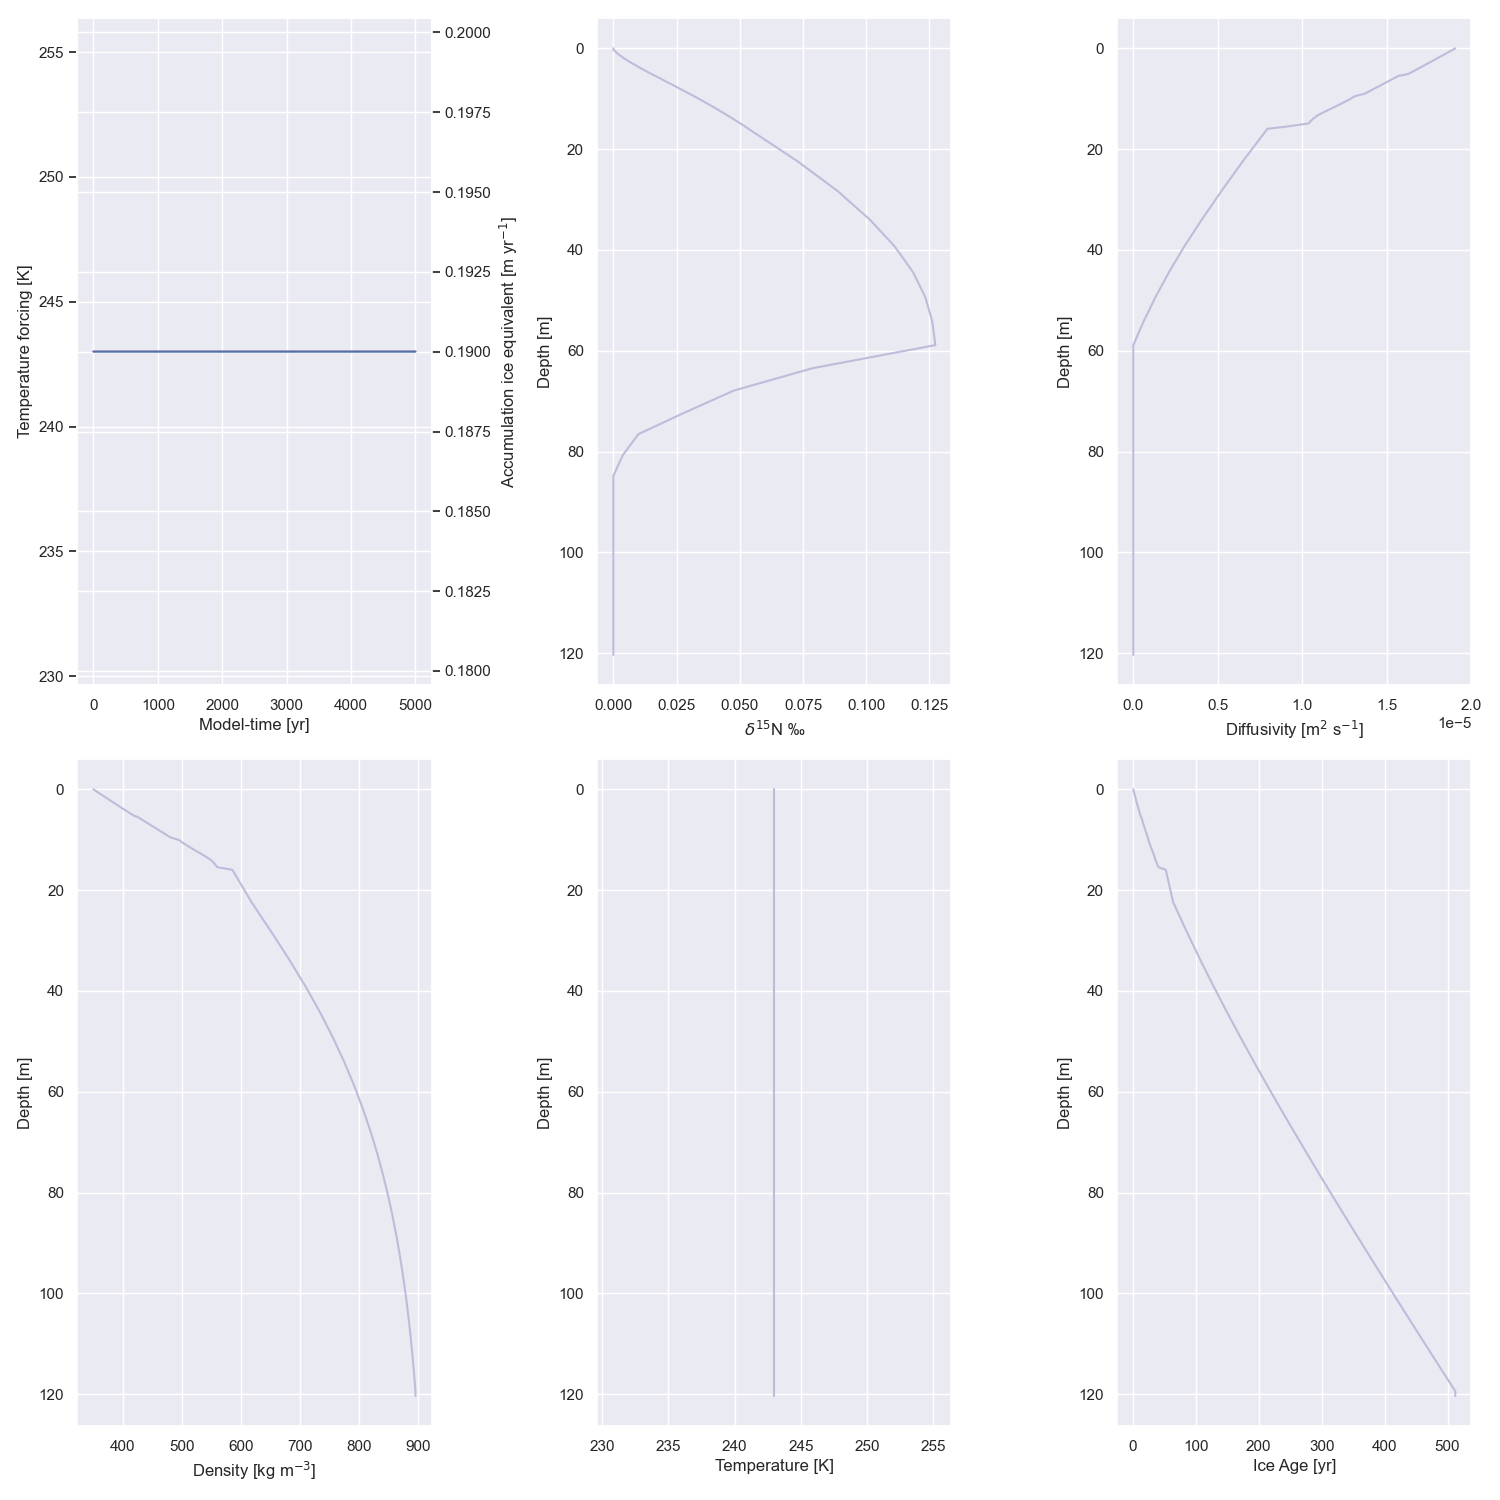 255
250
245
240
235
230
Temperature forcing [K]
0 1000 2000 3000 4000 5000
Model-time [yr]
0.2000
0.1975
0.1950
0.1925
0.1900
0.1875
0.1850
0.1825
0.1800
Accumulation ice equivalent [m yr⁻¹]
0
20
40
60
80
100
120
Depth [m]
0.000 0.025 0.050 0.075 0.100 0.125
δ¹⁵N ‰
0
20
40
60
80
100
120
Depth [m]
0.0 0.5 1.0 1.5 2.0
1e−5
Diffusivity [m² s⁻¹]
0
20
40
60
80
100
120
Depth [m]
400 500 600 700 800 900
Density [kg m⁻³]
0
20
40
60
80
100
120
Depth [m]
230 235 240 245 250 255
Temperature [K]
0
20
40
60
80
100
120
Depth [m]
0 100 200 300 400 500
Ice Age [yr]